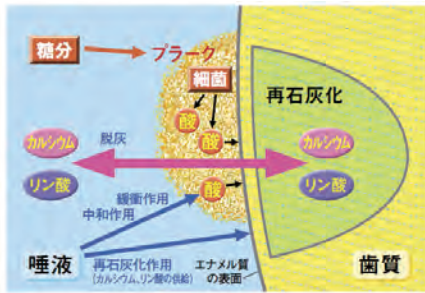 糖分
プラーク
細菌
酸
酸
酸
再石灰化
カルシウム
リン酸
脱灰
カルシウム
リン酸
緩衝作用
中和作用
唾液
再石灰化作用
(カルシウム、リン酸の供給)
エナメル質
の表面
歯質